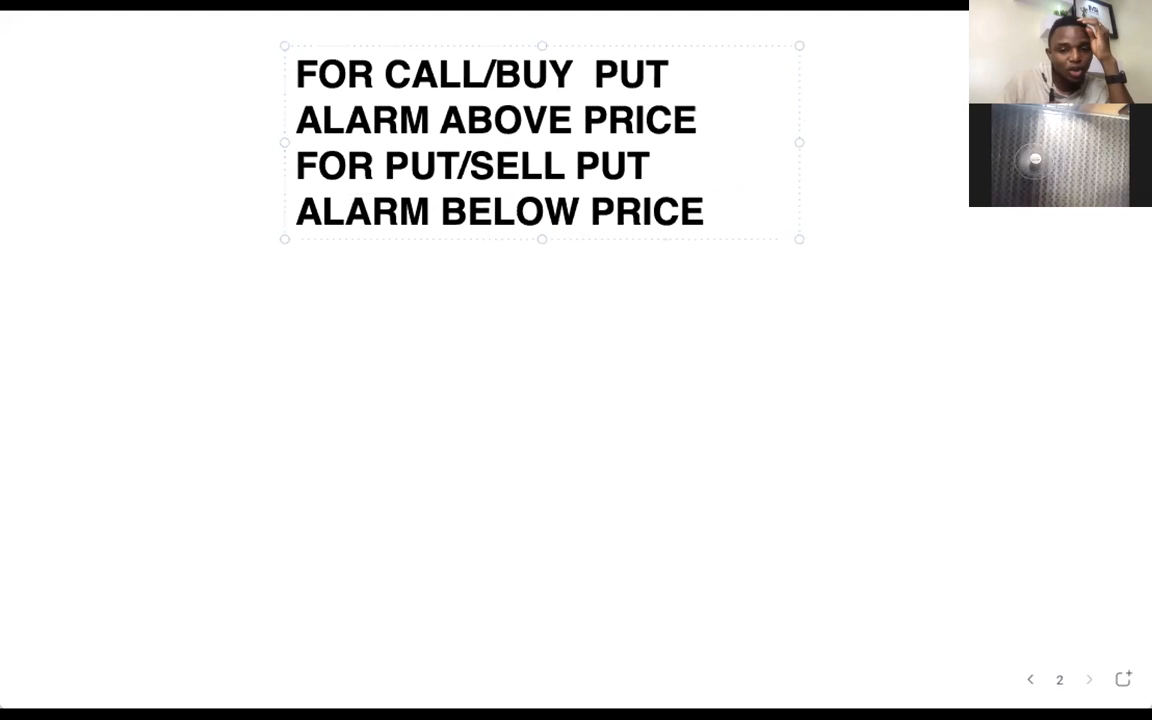 FOR CALL/BUY  PUT
ALARM ABOVE PRICE
FOR PUT/SELL PUT
ALARM BELOW PRICE
2